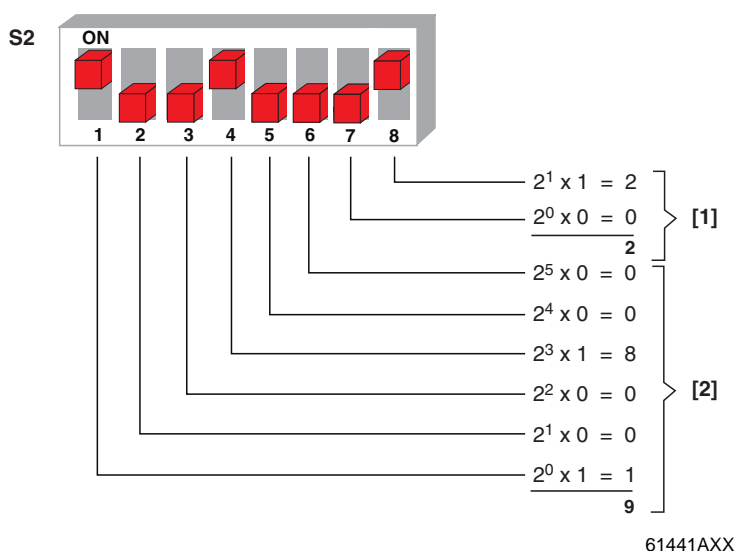 S2
ON
1 2 3 4 5 6 7 8
2¹ x 1 = 2
2⁰ x 0 = 0
[1]
2
2⁵ x 0 = 0
2⁴ x 0 = 0
2³ x 1 = 8
2² x 0 = 0
[2]
2¹ x 0 = 0
2⁰ x 1 = 1
9
61441AXX